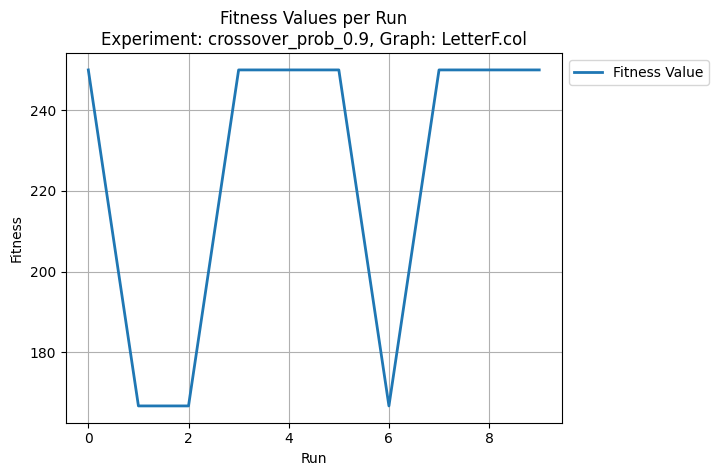 Fitness Values per Run
Experiment: crossover_prob_0.9, Graph: LetterF.col
Fitness Value
240
220
200
180
Fitness
0 2 4 6 8
Run